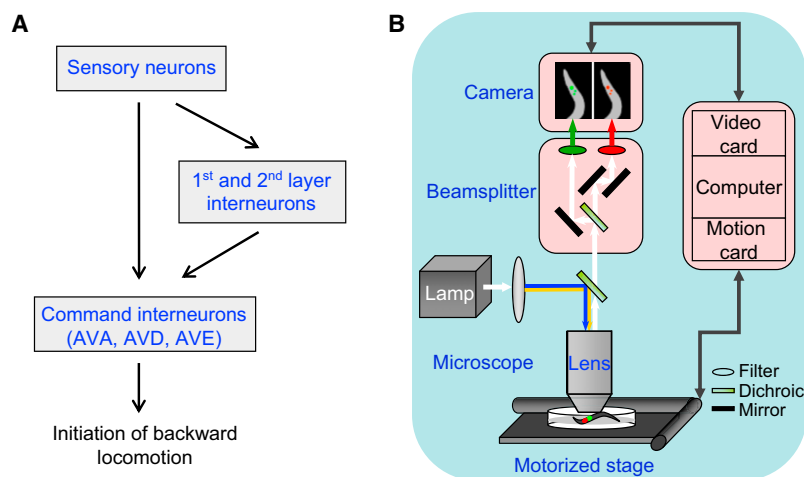 A
Sensory neurons
1st and 2nd layer
interneurons
Command interneurons
(AVA, AVD, AVE)
Initiation of backward
locomotion
B
Camera
Beamsplitter
Lamp
Microscope
Lens
Motorized stage
Video
card
Computer
Motion
card
Filter
Dichroic
Mirror